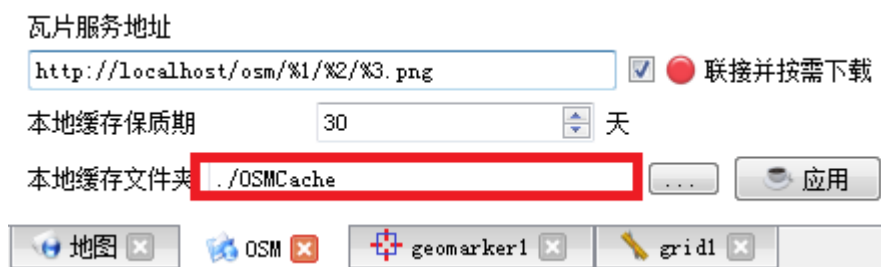 瓦片服务地址
http://localhost/osm/%1/%2/%3.png 联接并按需下载
本地缓存保质期 30 天
本地缓存文件夹 ./OSMCache ... 应用
地图 OSM geomarker1 grid1